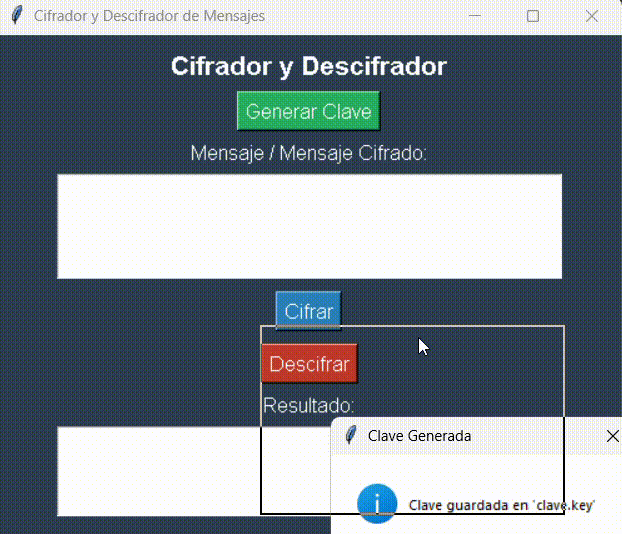 Cifrador y Descifrador de Mensajes
Cifrador y Descifrador
Generar Clave
Mensaje / Mensaje Cifrado:
Cifrar
Descifrar
Resultado:
Clave Generada
Clave guardada en 'clave.key'